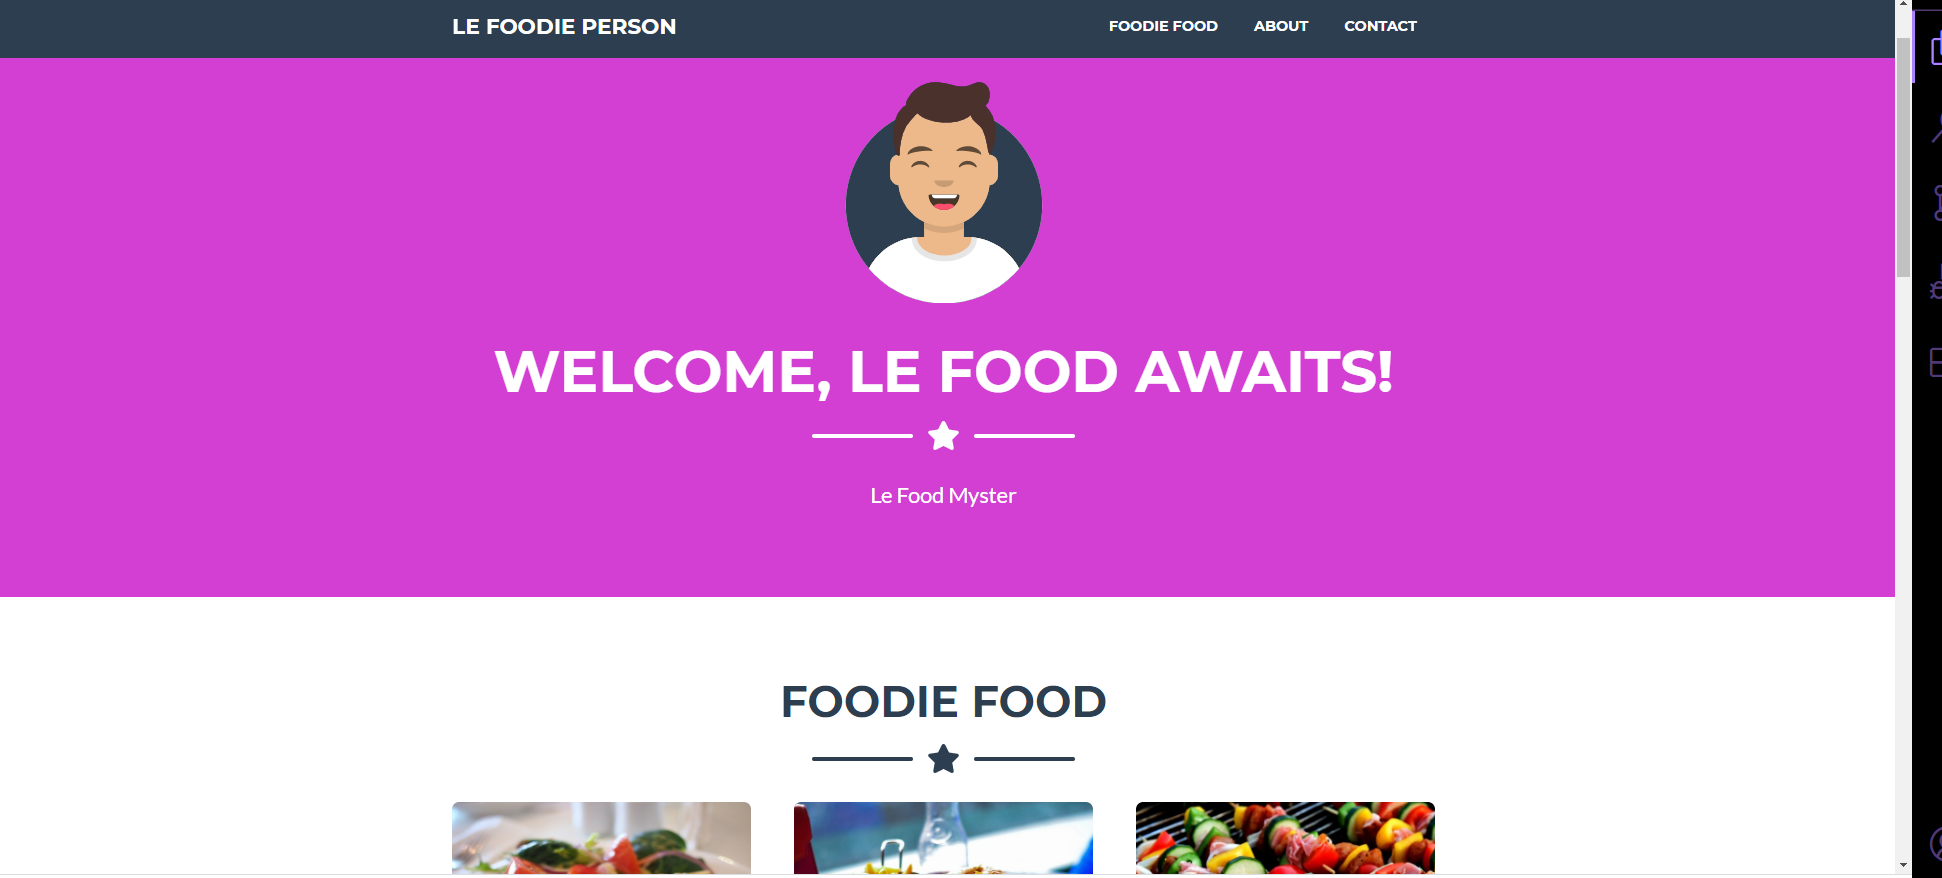 LE FOODIE PERSON
FOODIE FOOD ABOUT CONTACT
WELCOME, LE FOOD AWAITS!
Le Food Myster
FOODIE FOOD